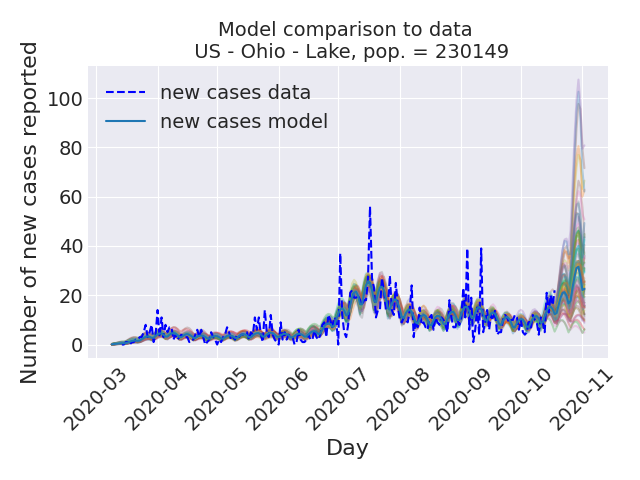 Model comparison to data
US - Ohio - Lake, pop. = 230149
Number of new cases reported
100
80
60
40
20
0
new cases data
new cases model
2020-03
2020-04
2020-05
2020-06
2020-07
2020-08
2020-09
2020-10
2020-11
Day